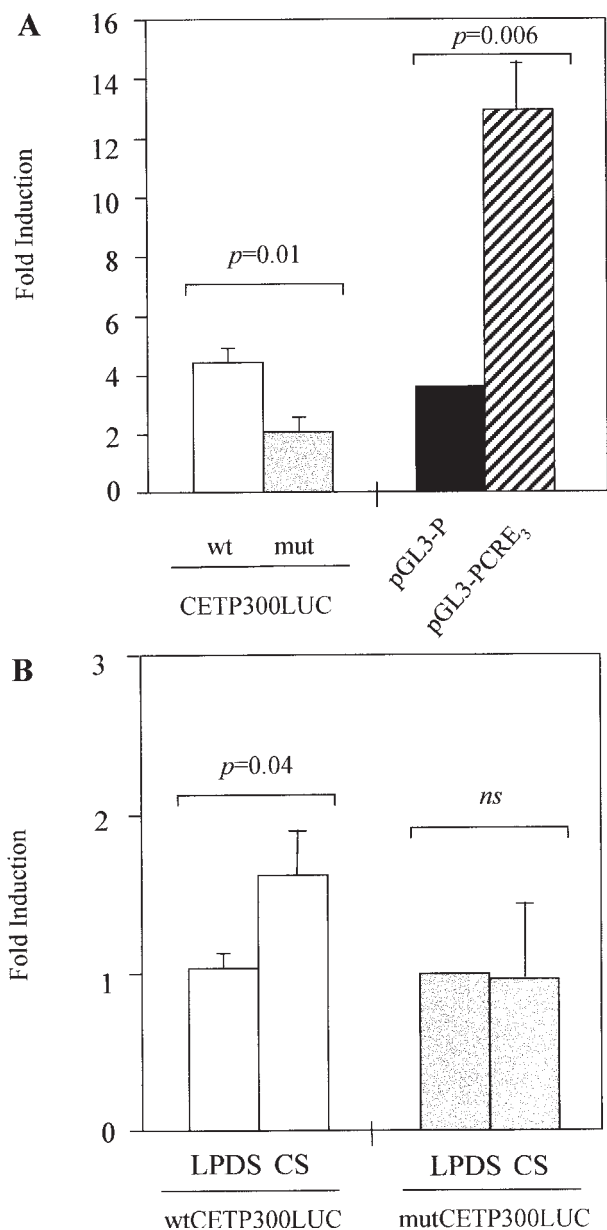 A
16
14
12
10
8
6
4
2
0
Fold Induction
p=0.01
p=0.006
wt mut
CETP300LUC
pGL3-P
pGL3-PCRE₃
B
3
2
1
0
Fold Induction
p=0.04
ns
LPDS CS
LPDS CS
wtCETP300LUC
mutCETP300LUC